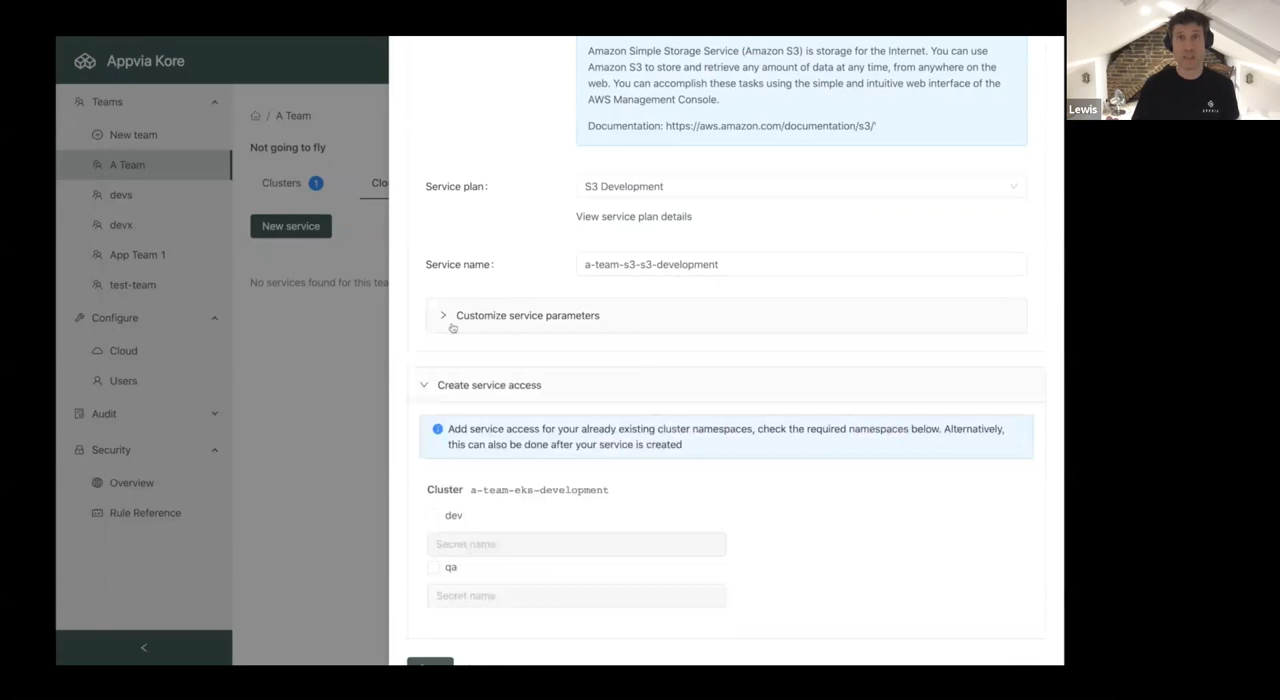 Appvia Kore
Teams
New team
A Team
devs
devx
App Team 1
test-team
Configure
Cloud
Users
Audit
Security
Overview
Rule Reference
<
/ A Team
Not going to fly
Clusters 1
Clo
New service
No services found for this tea
Amazon Simple Storage Service (Amazon S3) is storage for the Internet. You can use
Amazon S3 to store and retrieve any amount of data at any time, from anywhere on the
web. You can accomplish these tasks using the simple and intuitive web interface of the
AWS Management Console.
Documentation: https://aws.amazon.com/documentation/s3/'
Service plan:
S3 Development
View service plan details
Service name:
a-team-s3-s3-development
Customize service parameters
Create service access
Add service access for your already existing cluster namespaces, check the required namespaces below. Alternatively,
this can also be done after your service is created
Cluster a-team-eks-development
dev
Secret name
qa
Secret name
Lewis